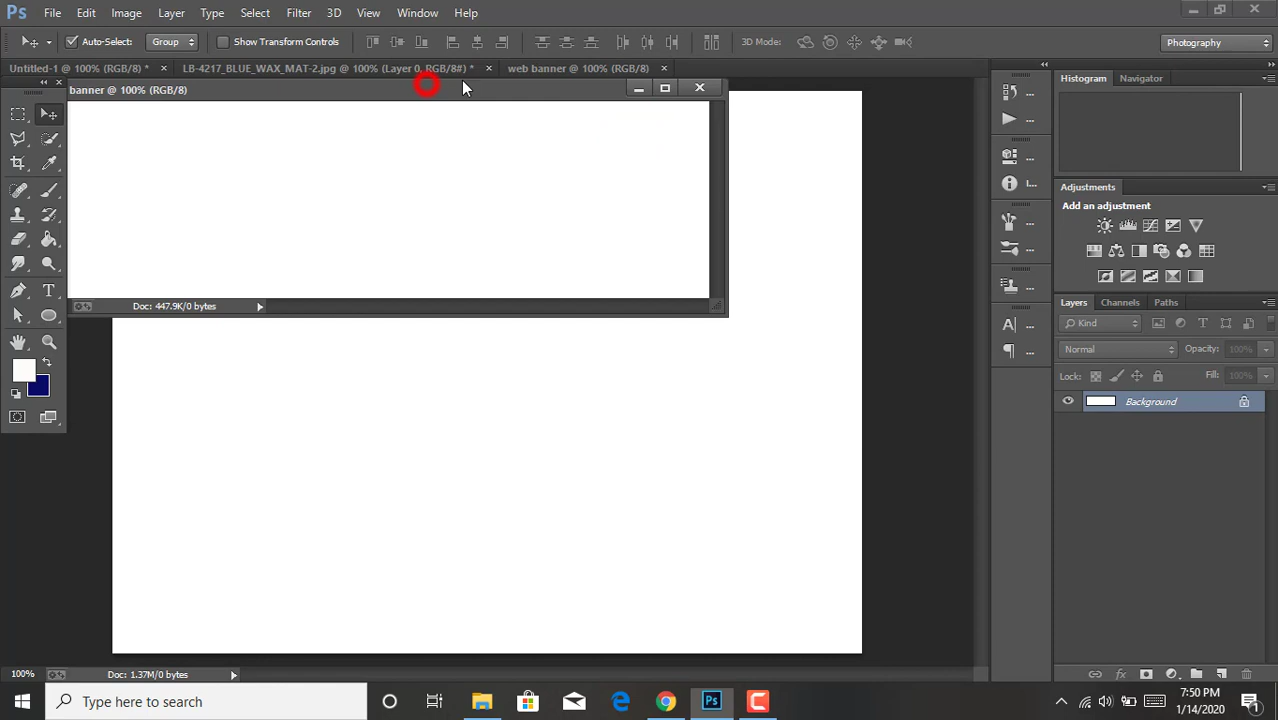 Ps File Edit Image Layer Type Select Filter 3D View Window Help
Auto-Select: Group Show Transform Controls 3D Mode: Photography
Untitled-1 @ 100% (RGB/8) * × LB-4217_BLUE_WAX_MAT-2.jpg @ 100% (Layer 0, RGB/8#) * × web banner @ 100% (RGB/8) ×
banner @ 100% (RGB/8)
Histogram Navigator
I...
Adjustments
Add an adjustment
Doc: 447.9K/0 bytes
Layers Channels Paths
Kind
Normal Opacity: 100%
Lock: Fill: 100%
Background
100% Doc: 1.37M/0 bytes
Type here to search
Ps
7:50 PM
1/14/2020
1